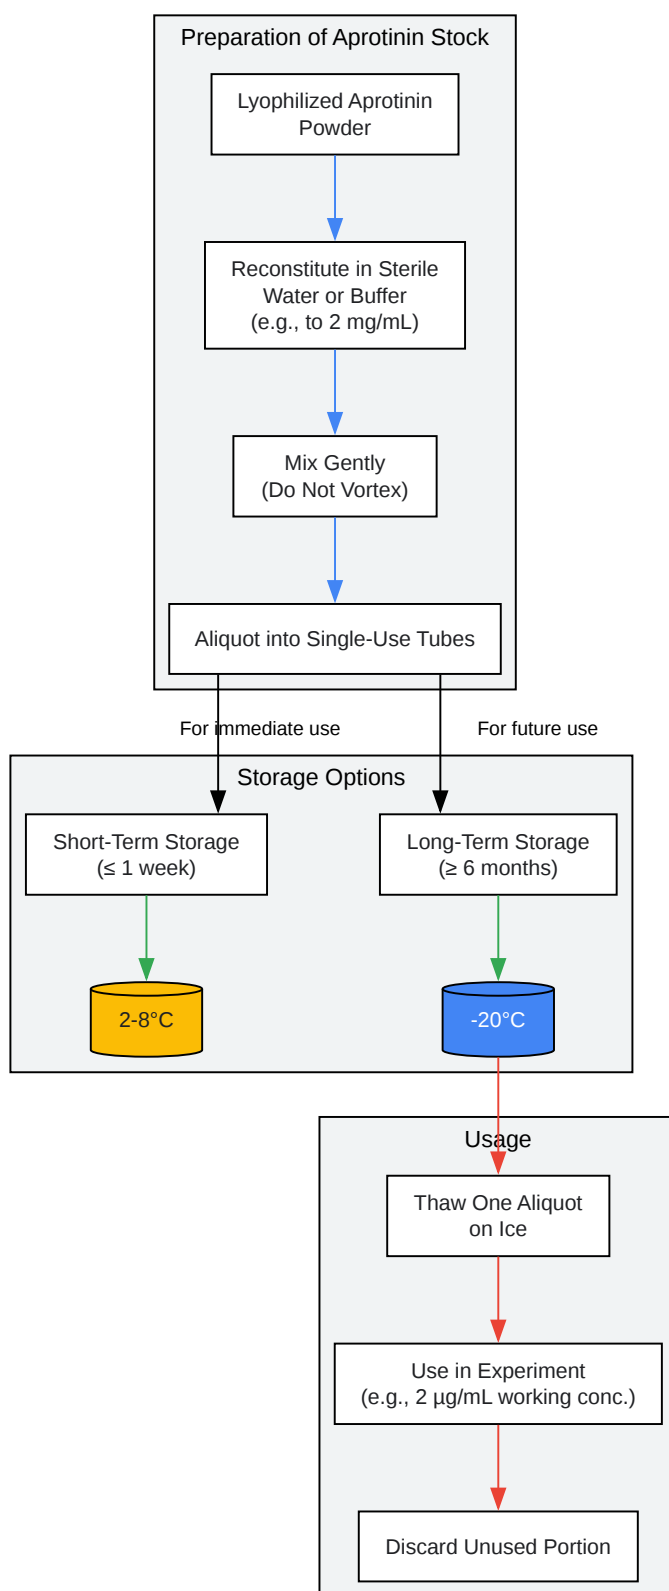 Preparation of Aprotinin Stock
Lyophilized Aprotinin
Powder
Reconstitute in Sterile
Water or Buffer
(e.g., to 2 mg/mL)
Mix Gently
(Do Not Vortex)
Aliquot into Single-Use Tubes
For immediate use
For future use
Storage Options
Short-Term Storage
(≤ 1 week)
Long-Term Storage
(≥ 6 months)
2-8°C
-20°C
Usage
Thaw One Aliquot
on Ice
Use in Experiment
(e.g., 2 µg/mL working conc.)
Discard Unused Portion